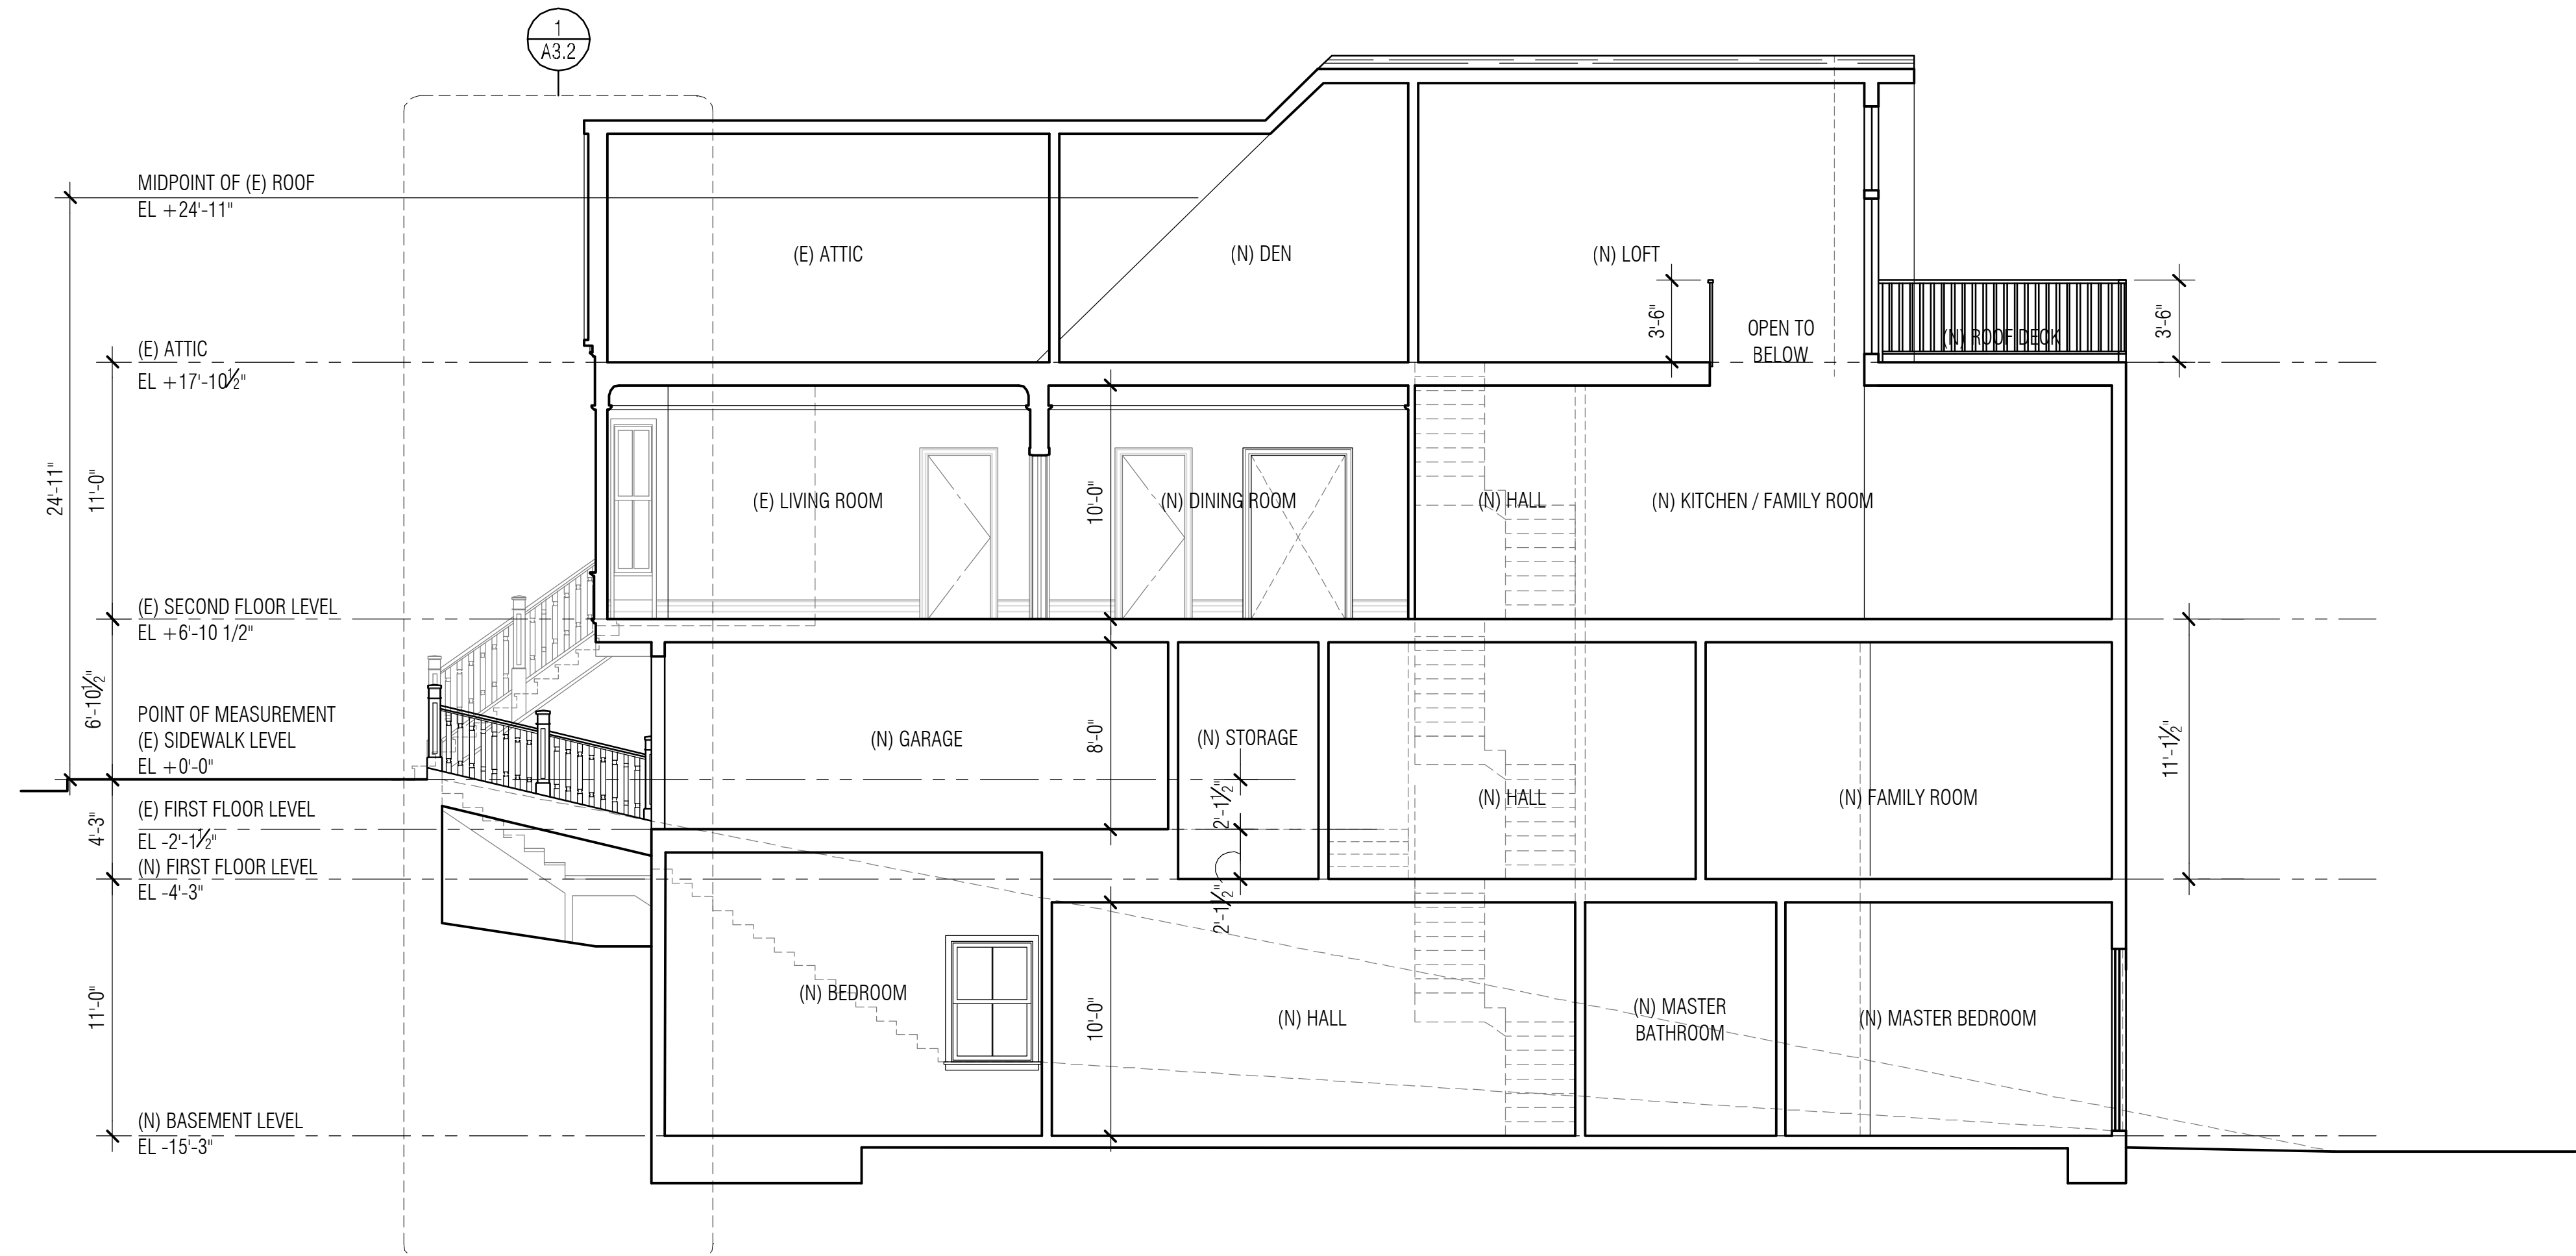 1
A3.2
MIDPOINT OF (E) ROOF
EL +24'-11"
(E) ATTIC
(N) DEN
(N) LOFT
3'-6"
OPEN TO
BELOW
(N) ROOF DECK
3'-6"
(E) ATTIC
EL +17'-10½"
24'-11"
11'-0"
(E) LIVING ROOM
10'-0"
(N) DINING ROOM
(N) HALL
(N) KITCHEN / FAMILY ROOM
(E) SECOND FLOOR LEVEL
EL +6'-10 1/2"
6'-10½"
POINT OF MEASUREMENT
(E) SIDEWALK LEVEL
EL +0'-0"
(N) GARAGE
8'-0"
(N) STORAGE
2'-1½"
(N) HALL
(N) FAMILY ROOM
11'-1½"
(E) FIRST FLOOR LEVEL
EL -2'-1½"
4'-3"
(N) FIRST FLOOR LEVEL
EL -4'-3"
2'-1½"
11'-0"
(N) BEDROOM
10'-0"
(N) HALL
(N) MASTER
BATHROOM
(N) MASTER BEDROOM
(N) BASEMENT LEVEL
EL -15'-3"